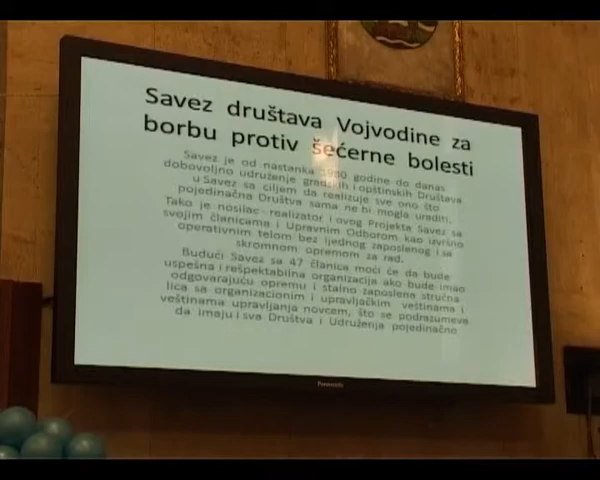 Savez društava Vojvodine za
borbu protiv šećerne bolesti
Savez je od nastanka 1980 godine do danas
dobovoljno udruženje gradskih i opštinskih Društava
u Savez sa ciljem da realizuje sve ono što
pojedinačna Društva sama ne bi mogla uraditi.
Tako je nosilac realizator i ovog Projekta Savez sa
svojim članicama i Upravnim Odborom kao izvršno
operativnim telom bez ijednog zaposlenog i sa
skromnom opremom za rad.
Budući Savez sa 47 članica moći će da bude
uspešna i rešpektabilna organizacija ako bude imao
odgovarajuću opremu i stalno zaposlena stručna
lica sa organizacionim i upravljačkim veštinama i
veštinama upravljanja novcem, što se podrazumeva
da imaju i sva Društva i Udruženja pojedinačno
Panasonic